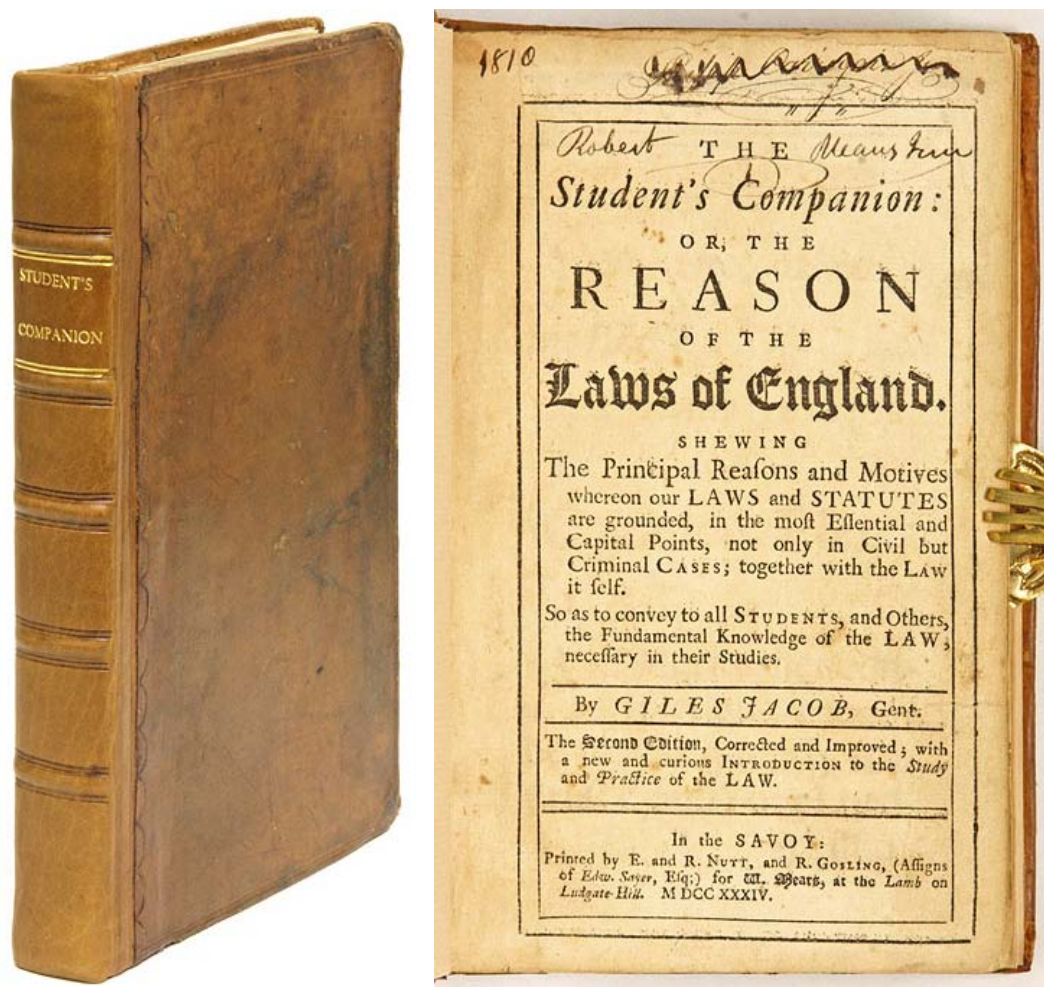 STUDENT'S
COMPANION
1810
Robert Means
THE
Student's Companion:
OR, THE
REASON
OF THE
Laws of England.
SHEWING
The Principal Reaſons and Motives
whereon our LAWS and STATUTES
are grounded, in the moſt Eſſential and
Capital Points, not only in Civil but
Criminal CASES; together with the LAW
it ſelf.
So as to convey to all STUDENTS, and Others,
the Fundamental Knowledge of the LAW,
neceſſary in their Studies.
By GILES JACOB, Gent.
The Second Edition, Corrected and Improved; with
a new and curious INTRODUCTION to the Study
and Practice of the LAW.
In the SAVOY:
Printed by E. and R. NUTT, and R. GOSLING, (Aſſigns
of Edw. Sayer, Eſq;) for W. Mears, at the Lamb on
Ludgate-Hill. MDCCXXXIV.